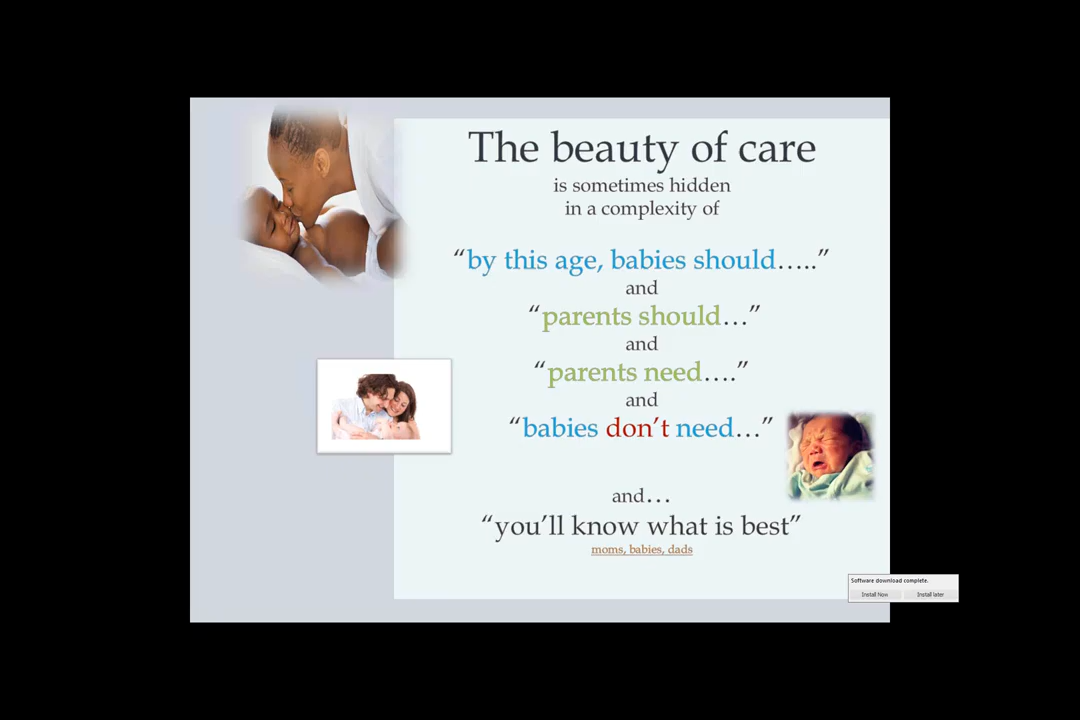 The beauty of care
is sometimes hidden
in a complexity of
“by this age, babies should…..”
and
“parents should…”
and
“parents need….”
and
“babies don’t need…”
and…
“you’ll know what is best”
moms, babies, dads
Software download complete.
Install Now Install later